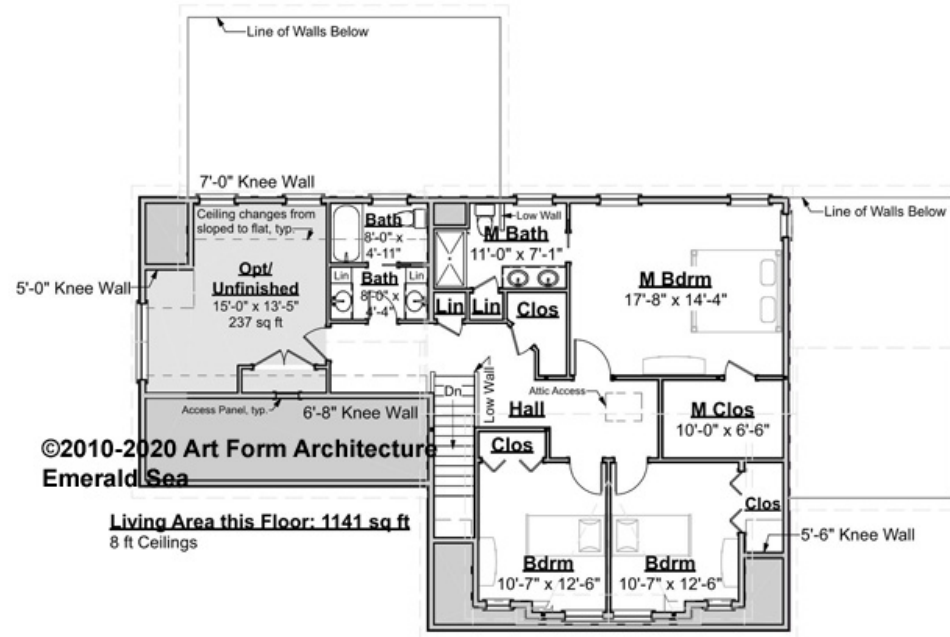 Line of Walls Below
7'-0" Knee Wall
Ceiling changes from
sloped to flat, typ.
Bath
8'-0" x
4'-11"
Low Wall
M Bath
11'-0" x 7'-1"
Line of Walls Below
5'-0" Knee Wall
Opt/
Unfinished
15'-0" x 13'-5"
237 sq ft
Lin
Bath
8'-0" x
4'-4"
Lin
Lin
Lin
Clos
M Bdrm
17'-8" x 14'-4"
Dn
Low Wall
Attic Access
Access Panel, typ.
6'-8" Knee Wall
Hall
M Clos
10'-0" x 6'-6"
©2010-2020 Art Form Architecture
Emerald Sea
Clos
Clos
Living Area this Floor: 1141 sq ft
8 ft Ceilings
5'-6" Knee Wall
Bdrm
10'-7" x 12'-6"
Bdrm
10'-7" x 12'-6"